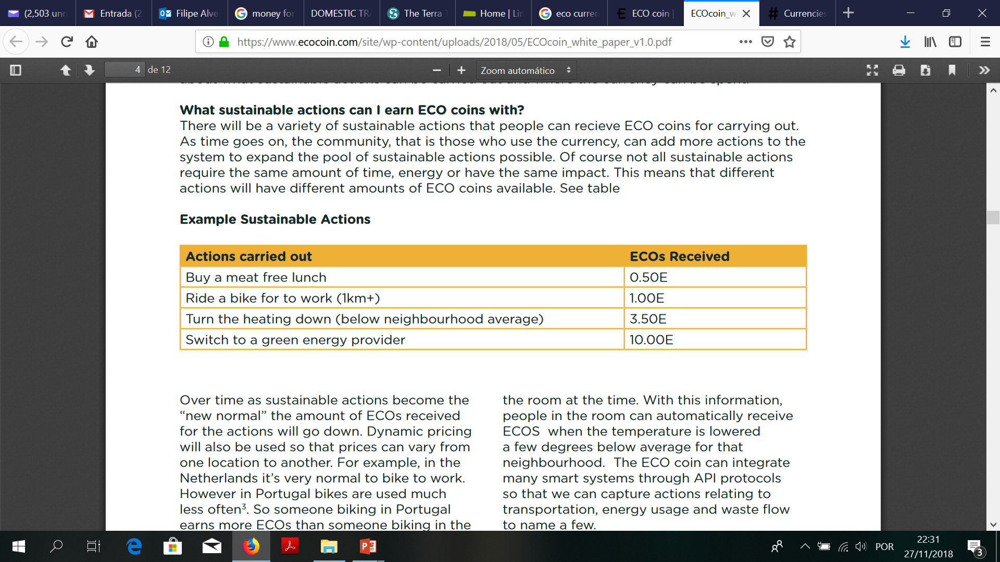 (2,503 unr
Entrada (2
Filipe Alve
money for
DOMESTIC TRA
The Terra T
Home | Lin
eco curren
ECO coin |
ECOcoin_w
Currencies
https://www.ecocoin.com/site/wp-content/uploads/2018/05/ECOcoin_white_paper_v1.0.pdf
4 de 12
Zoom automático
What sustainable actions can I earn ECO coins with?
There will be a variety of sustainable actions that people can recieve ECO coins for carrying out.
As time goes on, the community, that is those who use the currency, can add more actions to the
system to expand the pool of sustainable actions possible. Of course not all sustainable actions
require the same amount of time, energy or have the same impact. This means that different
actions will have different amounts of ECO coins available. See table
Example Sustainable Actions
Actions carried out ECOs Received
Buy a meat free lunch 0.50E
Ride a bike for to work (1km+) 1.00E
Turn the heating down (below neighbourhood average) 3.50E
Switch to a green energy provider 10.00E
Over time as sustainable actions become the
“new normal” the amount of ECOs received
for the actions will go down. Dynamic pricing
will also be used so that prices can vary from
one location to another. For example, in the
Netherlands it’s very normal to bike to work.
However in Portugal bikes are used much
less often³. So someone biking in Portugal
earns more ECOs than someone biking in the
the room at the time. With this information,
people in the room can automatically receive
ECOS when the temperature is lowered
a few degrees below average for that
neighbourhood. The ECO coin can integrate
many smart systems through API protocols
so that we can capture actions relating to
transportation, energy usage and waste flow
to name a few.
POR
22:31
27/11/2018
3